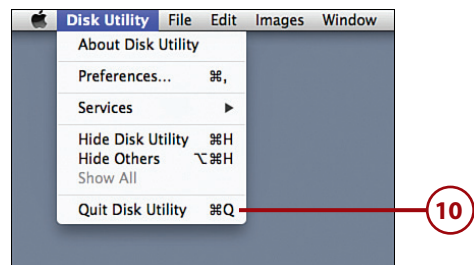 Disk Utility File Edit Images Window
About Disk Utility
Preferences... ⌘,
Services ▶
Hide Disk Utility ⌘H
Hide Others ⌥⌘H
Show All
Quit Disk Utility ⌘Q
10